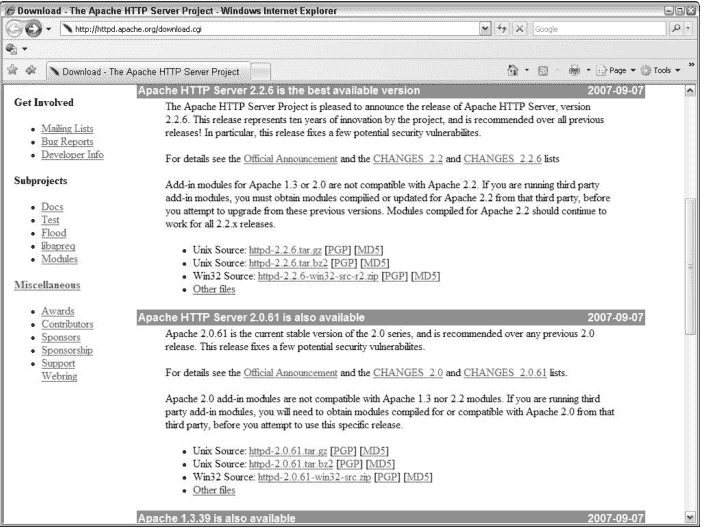 Download - The Apache HTTP Server Project - Windows Internet Explorer
http://httpd.apache.org/download.cgi
Google
Download - The Apache HTTP Server Project
Page
Tools
Get Involved
Mailing Lists
Bug Reports
Developer Info
Subprojects
Docs
Test
Flood
libapreq
Modules
Miscellaneous
Awards
Contributors
Sponsors
Sponsorship
Support
Webring
Apache HTTP Server 2.2.6 is the best available version 2007-09-07
The Apache HTTP Server Project is pleased to announce the release of Apache HTTP Server, version
2.2.6. This release represents ten years of innovation by the project, and is recommended over all previous
releases! In particular, this release fixes a few potential security vulnerabilites.
For details see the Official Announcement and the CHANGES_2.2 and CHANGES_2.2.6 lists
Add-in modules for Apache 1.3 or 2.0 are not compatible with Apache 2.2. If you are running third party
add-in modules, you must obtain modules compilied or updated for Apache 2.2 from that third party, before
you attempt to upgrade from these previous versions. Modules compiled for Apache 2.2 should continue to
work for all 2.2.x releases.
Unix Source: httpd-2.2.6.tar.gz [PGP] [MD5]
Unix Source: httpd-2.2.6.tar.bz2 [PGP] [MD5]
Win32 Source: httpd-2.2.6-win32-src-r2.zip [PGP] [MD5]
Other files
Apache HTTP Server 2.0.61 is also available 2007-09-07
Apache 2.0.61 is the current stable version of the 2.0 series, and is recommended over any previous 2.0
release. This release fixes a few potential security vulnerabilites.
For details see the Official Announcement and the CHANGES_2.0 and CHANGES_2.0.61 lists.
Apache 2.0 add-in modules are not compatible with Apache 1.3 nor 2.2 modules. If you are running third
party add-in modules, you will need to obtain modules compiled for or compatible with Apache 2.0 from that
third party, before you attempt to use this specific release.
Unix Source: httpd-2.0.61.tar.gz [PGP] [MD5]
Unix Source: httpd-2.0.61.tar.bz2 [PGP] [MD5]
Win32 Source: httpd-2.0.61-win32-src.zip [PGP] [MD5]
Other files
Apache 1.3.39 is also available 2007-09-07